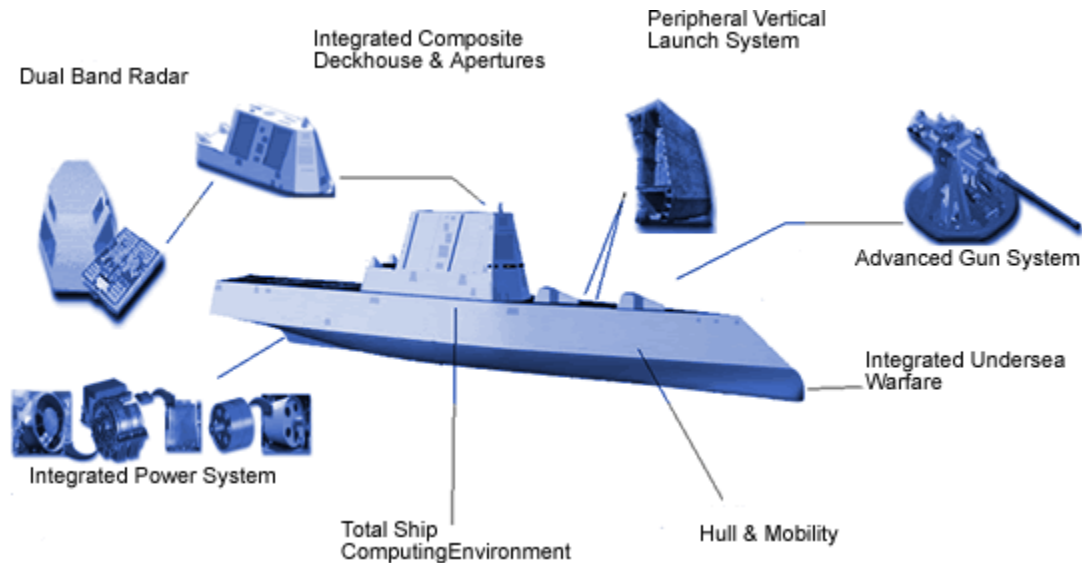 Peripheral Vertical
Launch System
Integrated Composite
Deckhouse & Apertures
Dual Band Radar
Advanced Gun System
Integrated Undersea
Warfare
Integrated Power System
Total Ship
ComputingEnvironment
Hull & Mobility